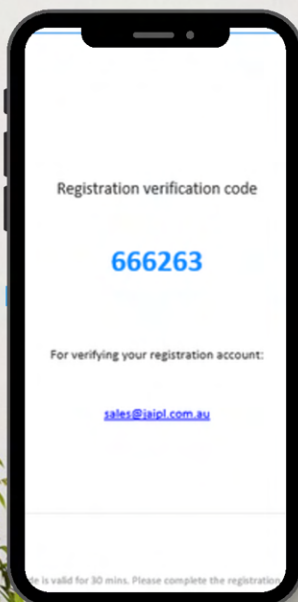 Registration verification code
666263
For verifying your registration account:
sales@jaipl.com.au
de is valid for 30 mins. Please complete the registration